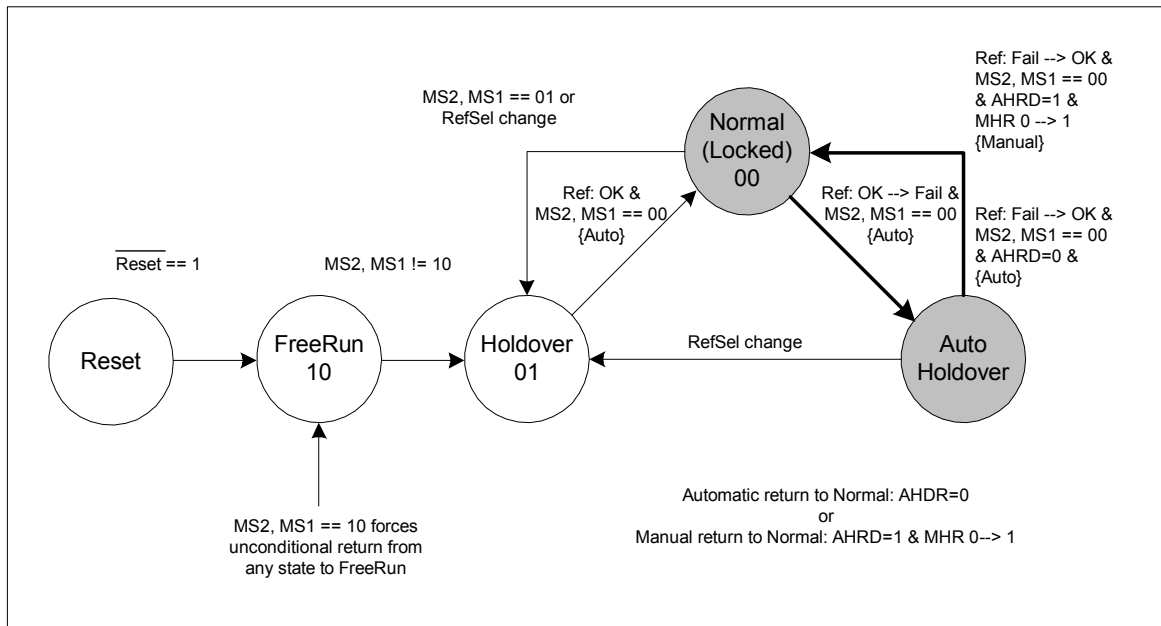 Ref: Fail --> OK &
MS2, MS1 == 00
& AHRD=1 &
MHR 0 --> 1
{Manual}
MS2, MS1 == 01 or
RefSel change
Normal
(Locked)
00
Ref: OK &
MS2, MS1 == 00
{Auto}
Ref: OK --> Fail &
MS2, MS1 == 00
{Auto}
Ref: Fail --> OK &
MS2, MS1 == 00
& AHRD=0 &
{Auto}
Reset == 1
MS2, MS1 != 10
Reset
FreeRun
10
Holdover
01
RefSel change
Auto
Holdover
MS2, MS1 == 10 forces
unconditional return from
any state to FreeRun
Automatic return to Normal: AHDR=0
or
Manual return to Normal: AHRD=1 & MHR 0--> 1